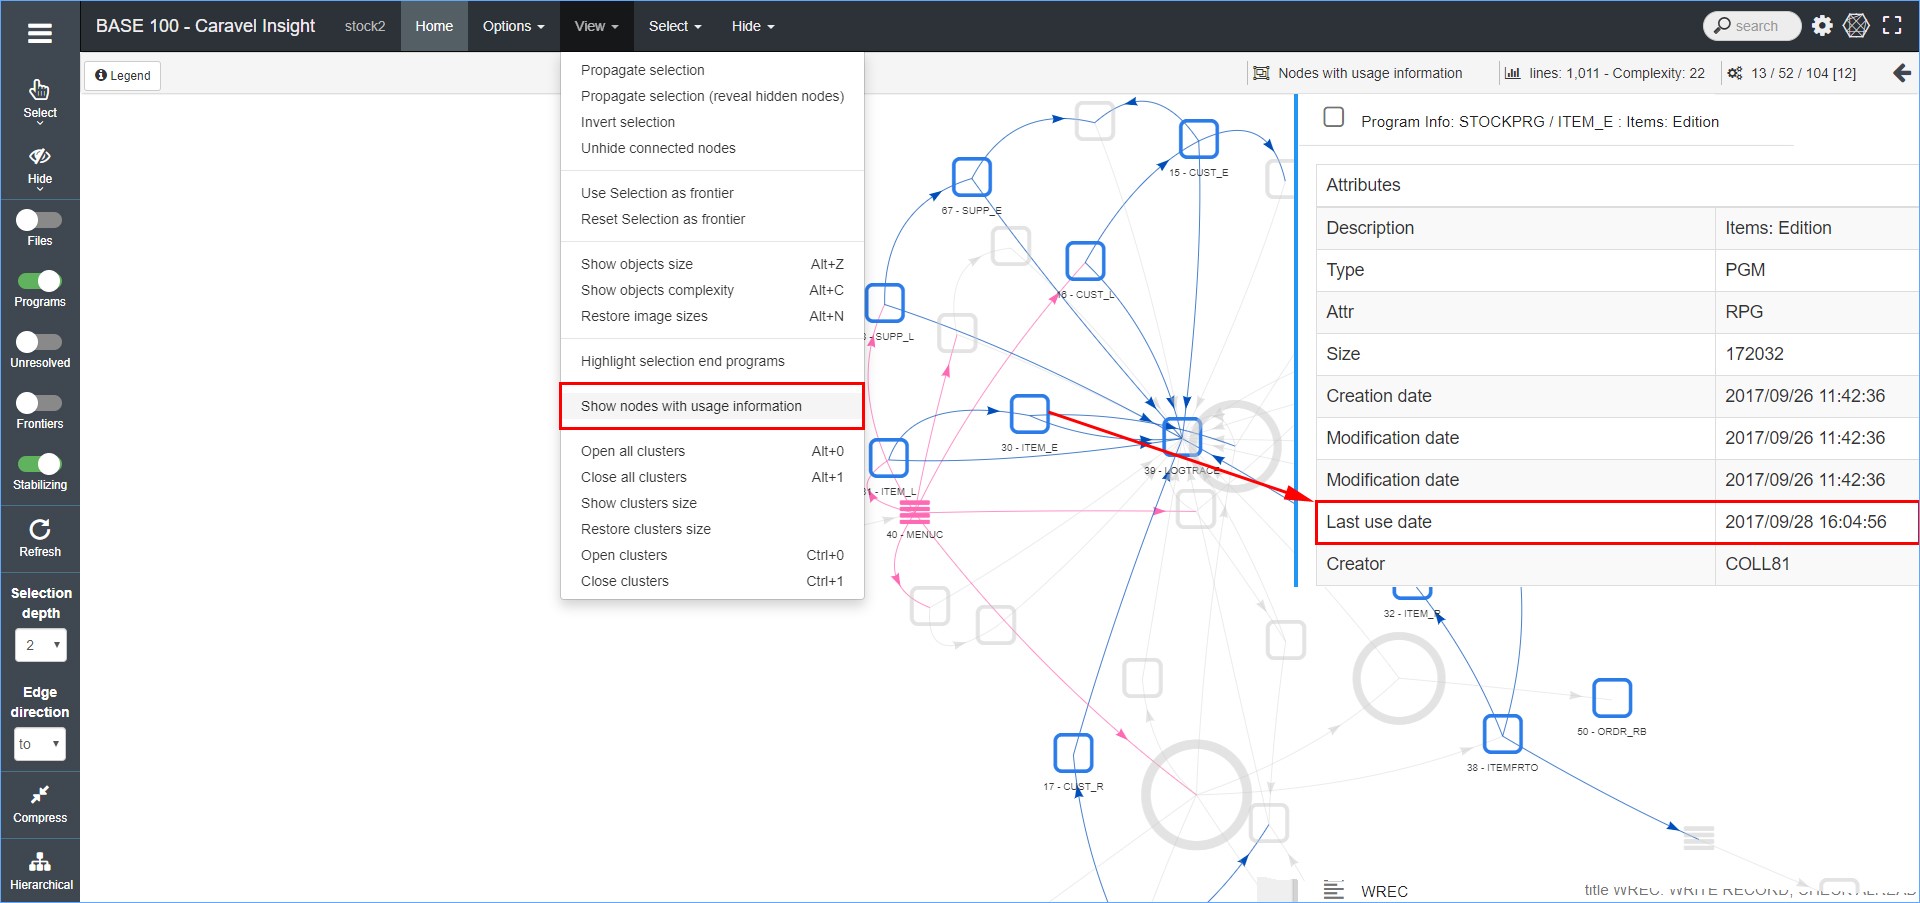 BASE 100 - Caravel Insight
stock2
Home
Options
View
Select
Hide
search
Select
Hide
Files
Programs
Unresolved
Frontiers
Stabilizing
Refresh
Selection
depth
2
Edge
direction
to
Compress
Hierarchical
Legend
Nodes with usage information
lines: 1,011 - Complexity: 22
13 / 52 / 104 [12]
Propagate selection
Propagate selection (reveal hidden nodes)
Invert selection
Unhide connected nodes
Use Selection as frontier
Reset Selection as frontier
Show objects size Alt+Z
Show objects complexity Alt+C
Restore image sizes Alt+N
Highlight selection end programs
Show nodes with usage information
Open all clusters Alt+0
Close all clusters Alt+1
Show clusters size
Restore clusters size
Open clusters Ctrl+0
Close clusters Ctrl+1
15 - CUST_E
67 - SUPP_E
- CUST_L
- SUPP_L
30 - ITEM_E
39 - LOGTRACE
- ITEM_L
40 - MENUC
17 - CUST_R
32 - ITEM_R
50 - ORDR_RB
38 - ITEMFRTO
Program Info: STOCKPRG / ITEM_E : Items: Edition
Attributes
Description Items: Edition
Type PGM
Attr RPG
Size 172032
Creation date 2017/09/26 11:42:36
Modification date 2017/09/26 11:42:36
Modification date 2017/09/26 11:42:36
Last use date 2017/09/28 16:04:56
Creator COLL81
WREC
title WREC: WRITE RECORD, CHECK